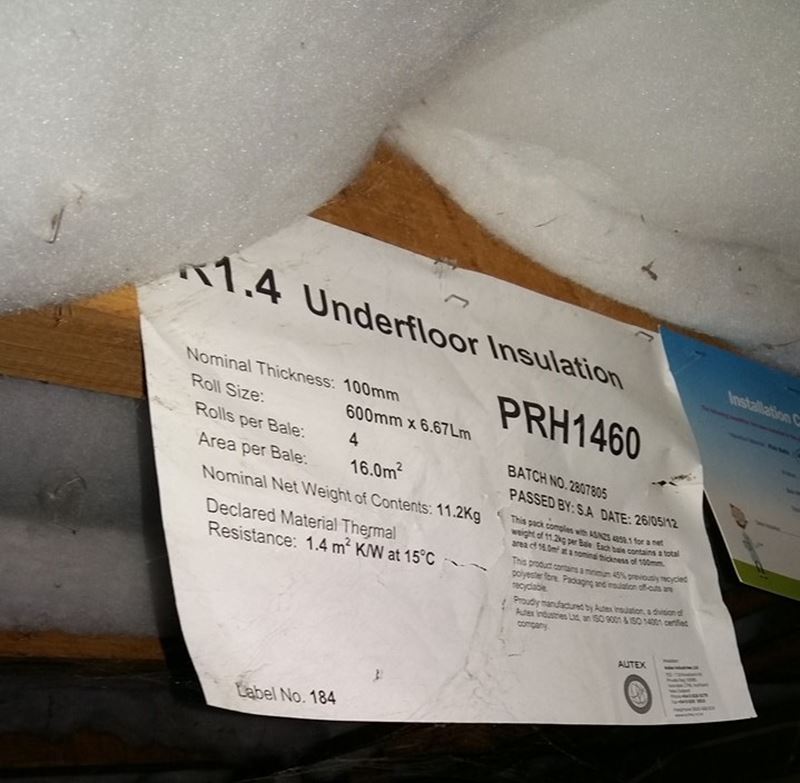 R1.4 Underfloor Insulation
Nominal Thickness: 100mm
Roll Size: 600mm x 6.67Lm
Rolls per Bale: 4
Area per Bale: 16.0m²
Nominal Net Weight of Contents: 11.2Kg
Declared Material Thermal
Resistance: 1.4 m² K/W at 15°C
Label No. 184
PRH1460
BATCH NO. 2807805
PASSED BY: S.A DATE: 26/05/12
This pack complies with AS/NZS 4859.1 for a net
weight of 11.2kg per Bale. Each bale contains a total
area of 16.0m² at a nominal thickness of 100mm.
This product contains a minimum 45% previously recycled
polyester fibre. Packaging and insulation off-cuts are
recyclable.
Proudly manufactured by Autex Insulation, a division of
Autex Industries Ltd, an ISO 9001 & ISO 14001 certified
company.
AUTEX
Autex Industries Ltd
Installation